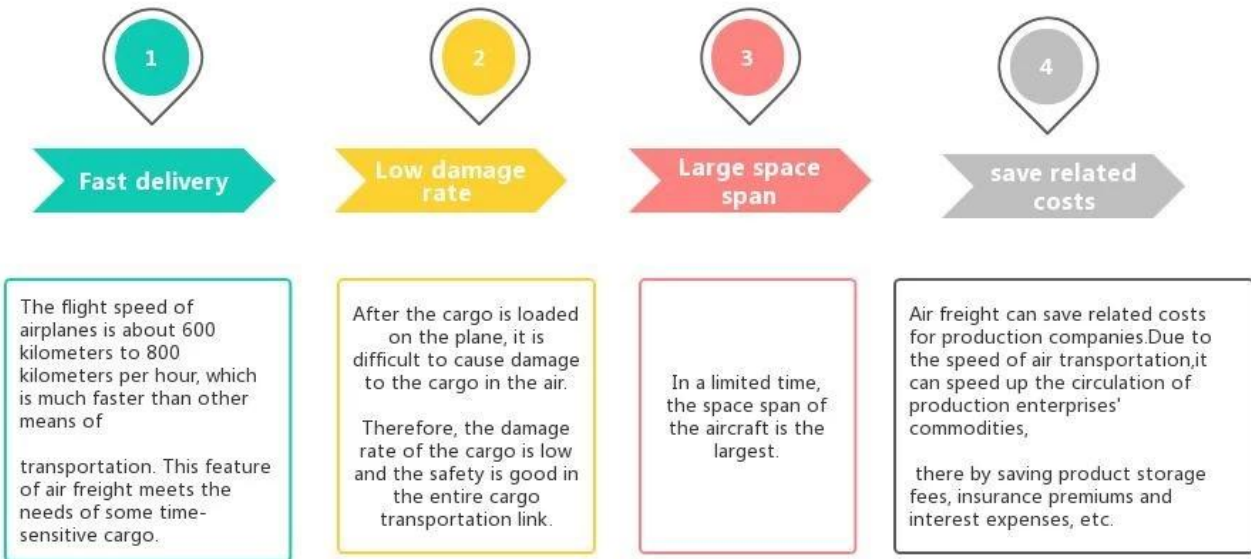 1
Fast delivery
The flight speed of
airplanes is about 600
kilometers to 800
kilometers per hour, which
is much faster than other
means of
transportation. This feature
of air freight meets the
needs of some time-
sensitive cargo.
2
Low damage
rate
After the cargo is loaded
on the plane, it is
difficult to cause damage
to the cargo in the air.
Therefore, the damage
rate of the cargo is low
and the safety is good in
the entire cargo
transportation link.
3
Large space
span
In a limited time,
the space span of
the aircraft is the
largest.
4
save related
costs
Air freight can save related costs
for production companies.Due to
the speed of air transportation,it
can speed up the circulation of
production enterprises'
commodities,
there by saving product storage
fees, insurance premiums and
interest expenses, etc.